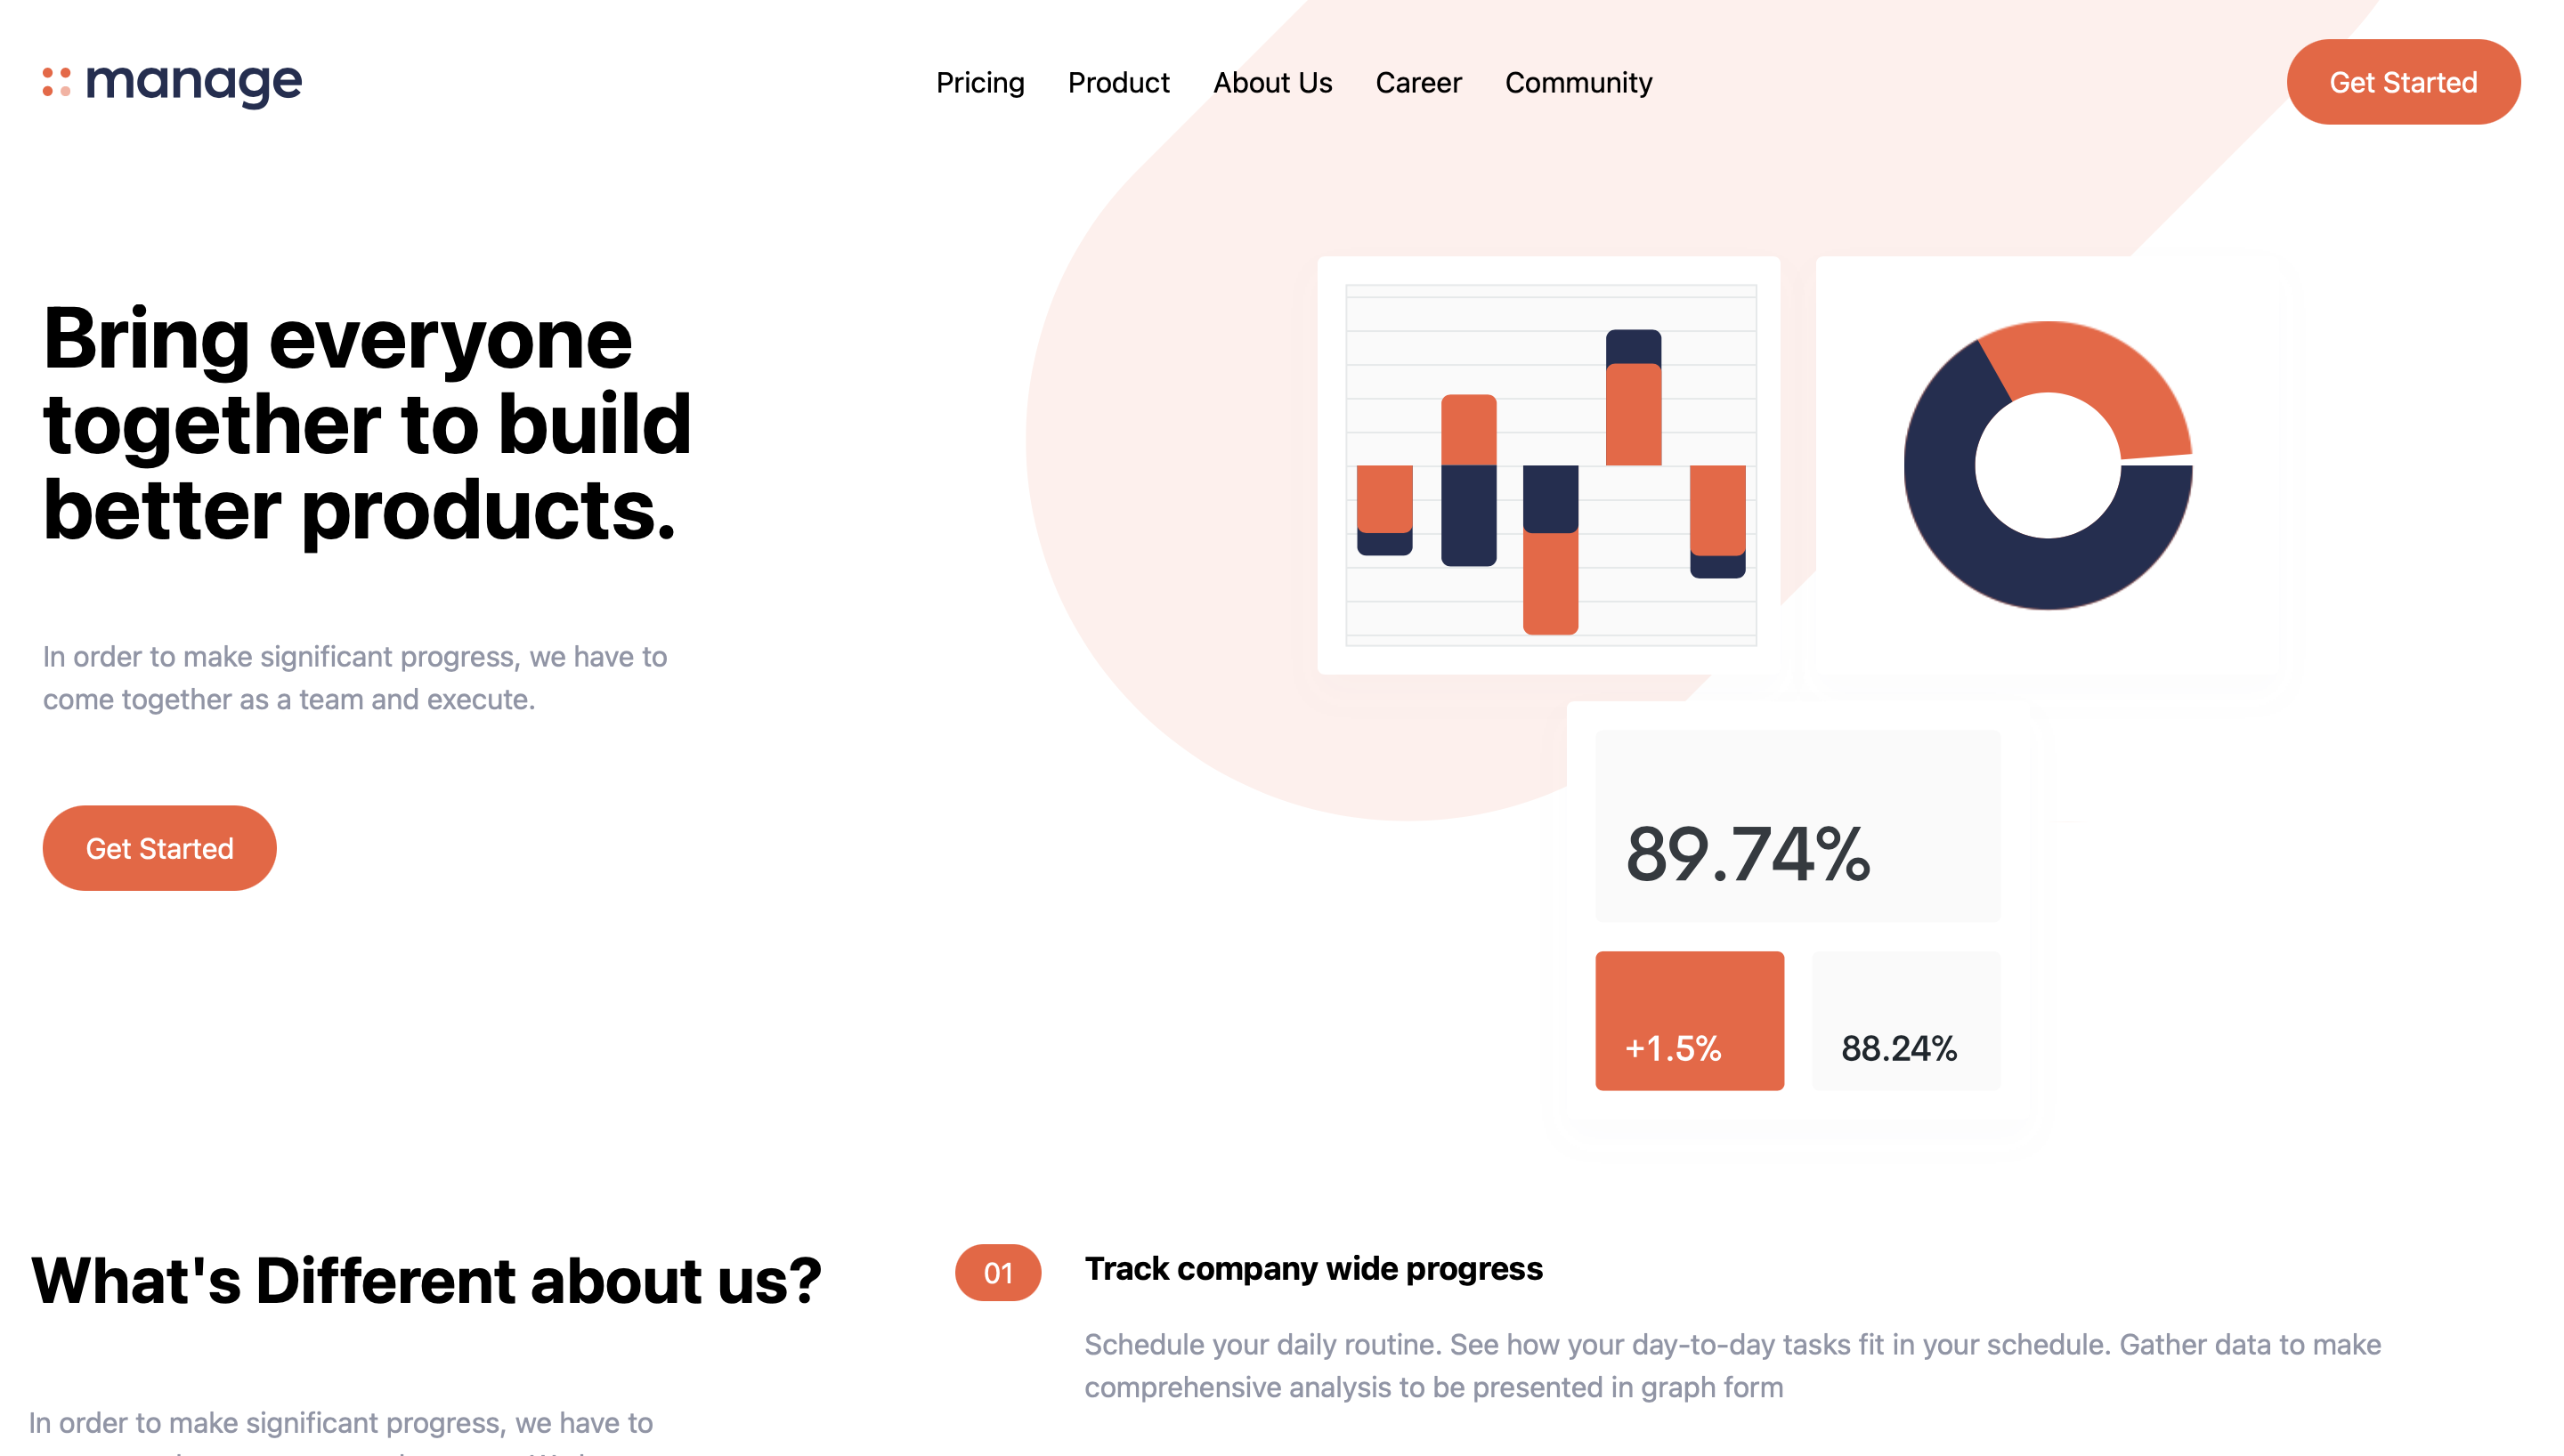 manage
Pricing Product About Us Career Community
Get Started
Bring everyone
together to build
better products.
In order to make significant progress, we have to
come together as a team and execute.
Get Started
89.74%
+1.5% 88.24%
What's Different about us?
In order to make significant progress, we have to
01 Track company wide progress
Schedule your daily routine. See how your day-to-day tasks fit in your schedule. Gather data to make
comprehensive analysis to be presented in graph form